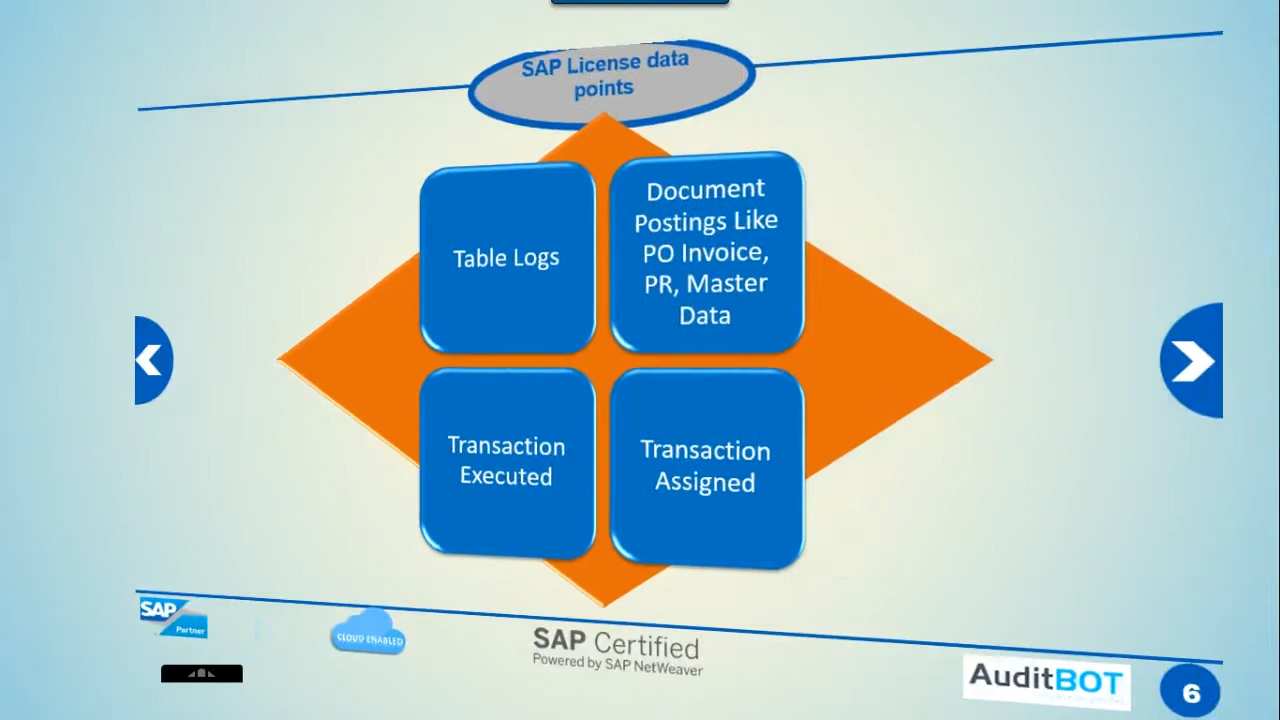 SAP License data
points
Table Logs
Document
Postings Like
PO Invoice,
PR, Master
Data
Transaction
Executed
Transaction
Assigned
SAP
Partner
CLOUD ENABLED
SAP Certified
Powered by SAP NetWeaver
AuditBOT
6